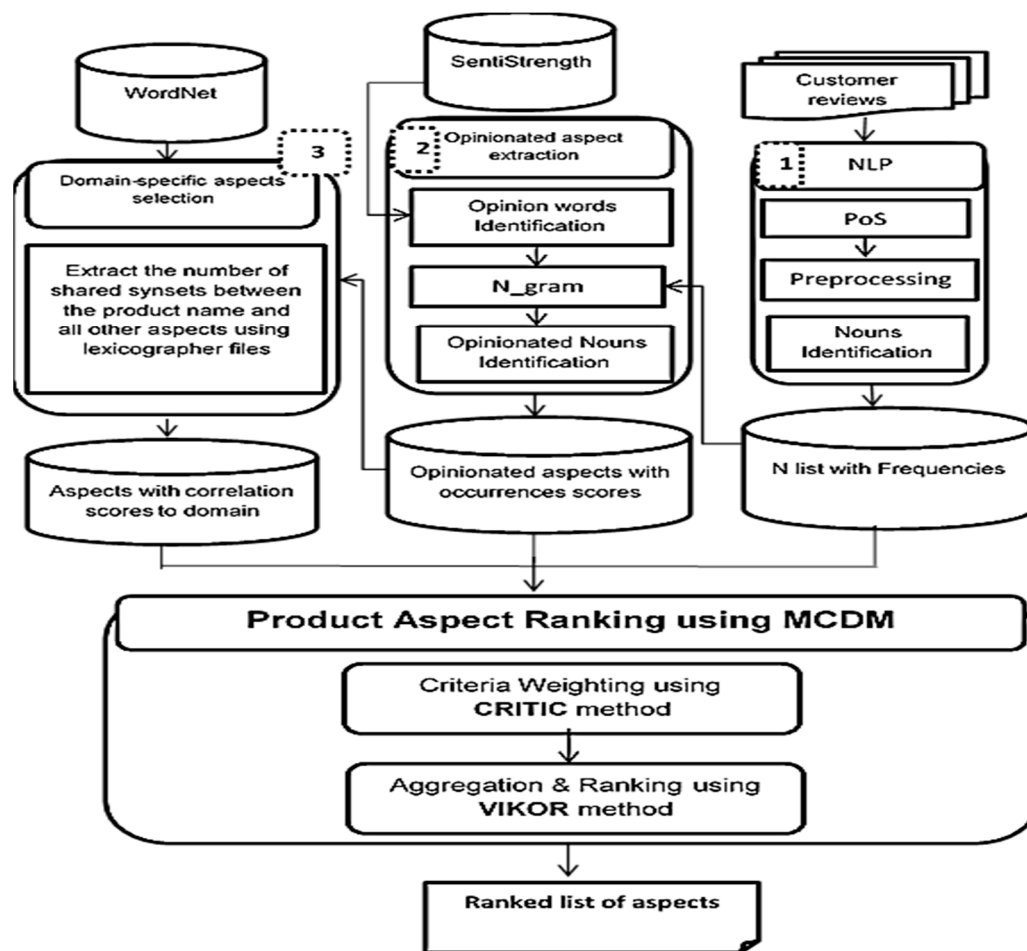 WordNet
SentiStrength
Customer
reviews
3
Domain-specific aspects
selection
Extract the number of
shared synsets between
the product name and
all other aspects using
lexicographer files
Aspects with correlation
scores to domain
2
Opinionated aspect
extraction
Opinion words
Identification
N_gram
Opinionated Nouns
Identification
Opinionated aspects with
occurrences scores
1
NLP
PoS
Preprocessing
Nouns
Identification
N list with Frequencies
Product Aspect Ranking using MCDM
Criteria Weighting using
CRITIC method
Aggregation & Ranking using
VIKOR method
Ranked list of aspects